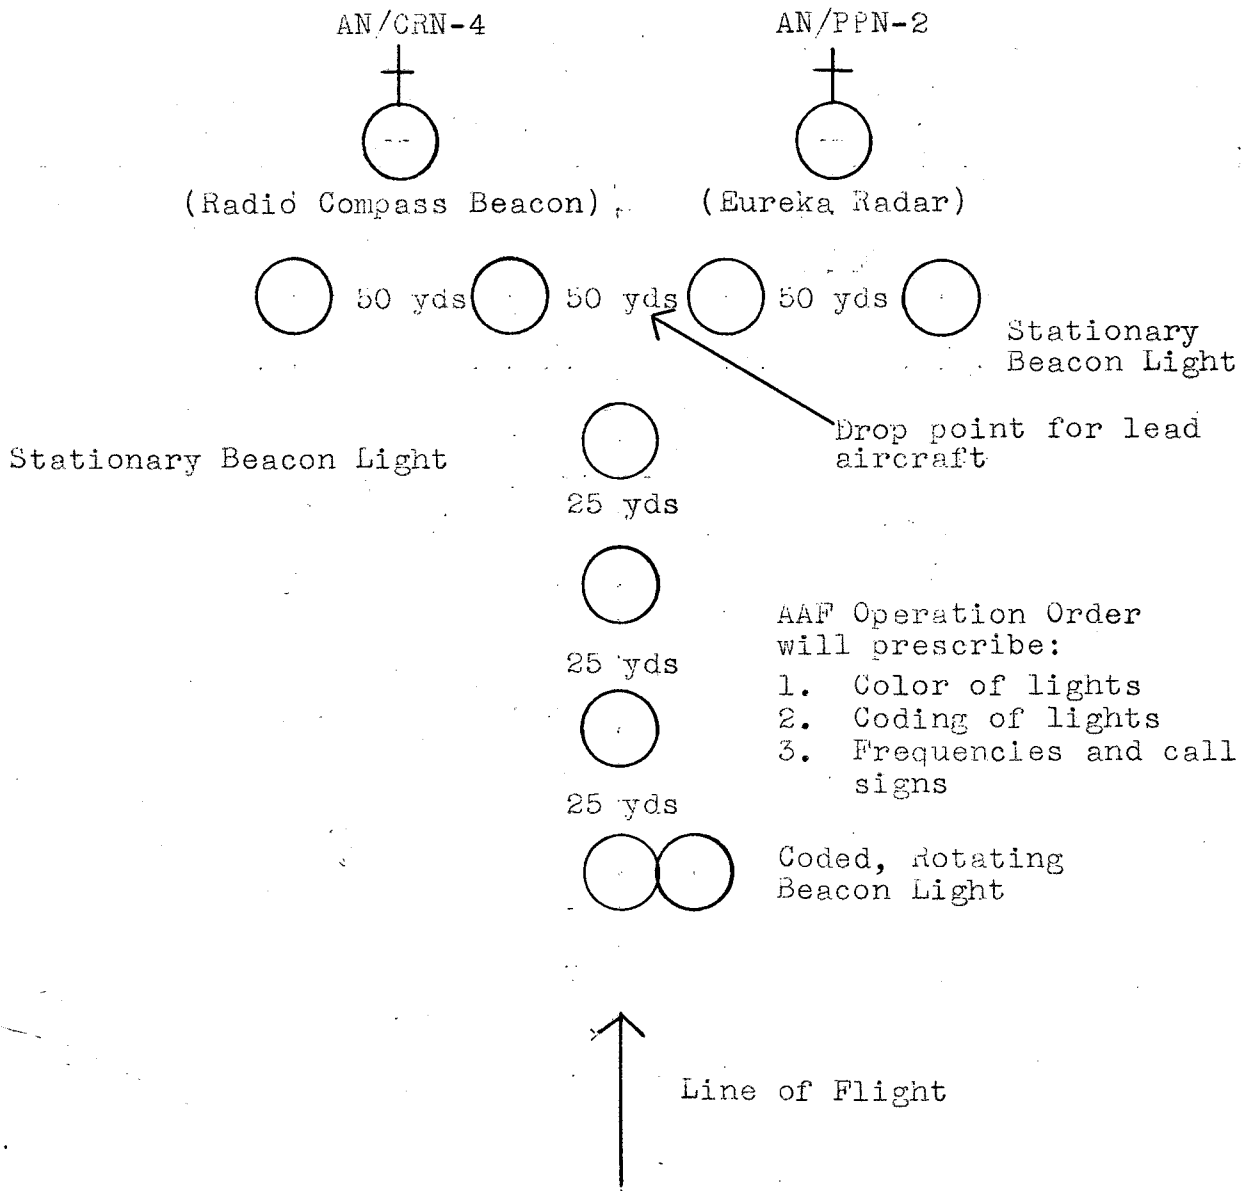 AN/CRN-4
AN/PPN-2
(Radio Compass Beacon)
(Eureka Radar)
50 yds
50 yds
50 yds
Stationary
Beacon Light
Drop point for lead
aircraft
Stationary Beacon Light
25 yds
25 yds
AAF Operation Order
will prescribe:
1. Color of lights
2. Coding of lights
3. Frequencies and call
signs
25 yds
Coded, Rotating
Beacon Light
Line of Flight